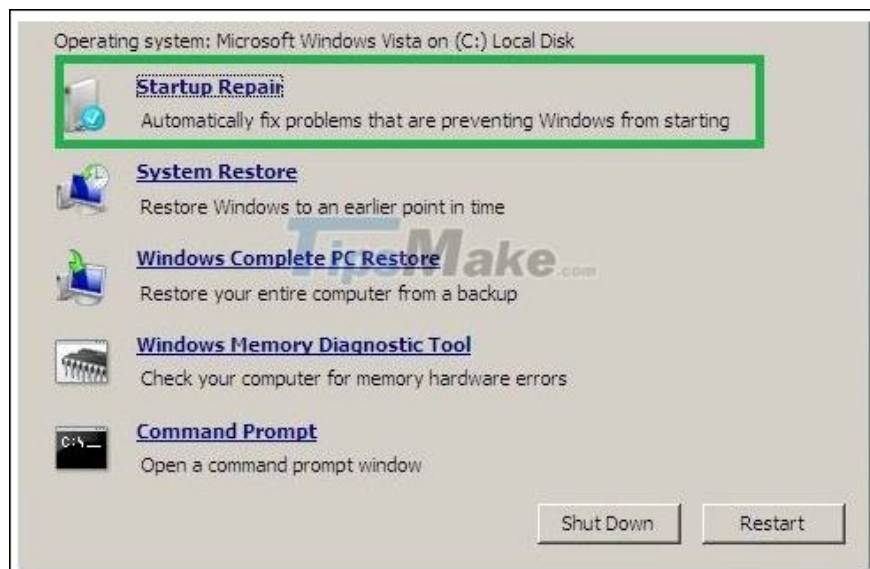 Operating system: Microsoft Windows Vista on (C:) Local Disk
Startup Repair
Automatically fix problems that are preventing Windows from starting
System Restore
Restore Windows to an earlier point in time
TipsMake.com
Windows Complete PC Restore
Restore your entire computer from a backup
Windows Memory Diagnostic Tool
Check your computer for memory hardware errors
C:\_
Command Prompt
Open a command prompt window
Shut Down Restart